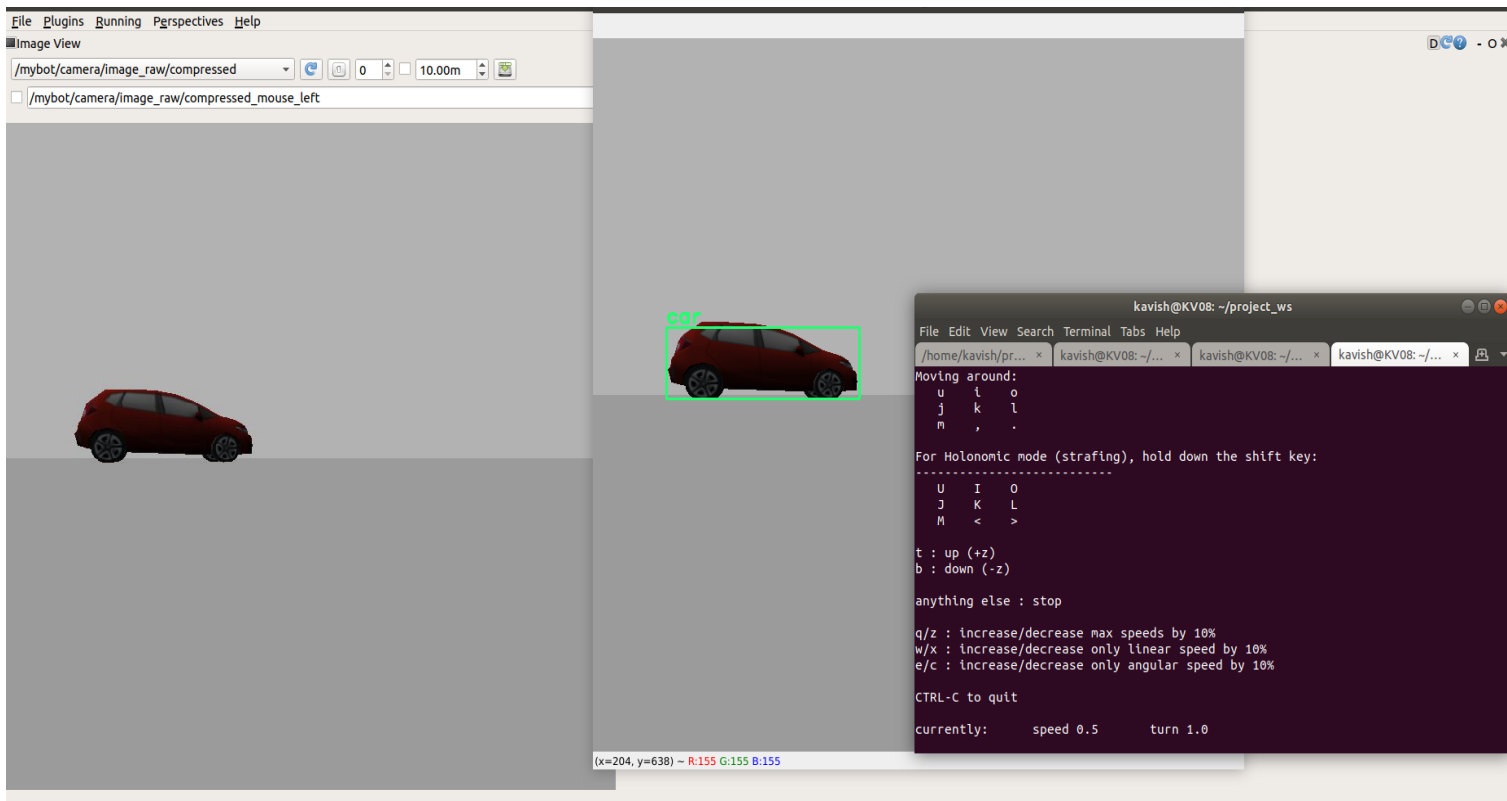 File Plugins Running Perspectives Help
Image View
DC? - O
/mybot/camera/image_raw/compressed 0 10.00m
/mybot/camera/image_raw/compressed_mouse_left
car
(x=204, y=638) ~ R:155 G:155 B:155
kavish@KV08: ~/project_ws
File Edit View Search Terminal Tabs Help
/home/kavish/pr... × kavish@KV08: ~/... × kavish@KV08: ~/... × kavish@KV08: ~/... ×
Moving around:
u i o
j k l
m , .
For Holonomic mode (strafing), hold down the shift key:
---------------------------
U I O
J K L
M < >
t : up (+z)
b : down (-z)
anything else : stop
q/z : increase/decrease max speeds by 10%
w/x : increase/decrease only linear speed by 10%
e/c : increase/decrease only angular speed by 10%
CTRL-C to quit
currently: speed 0.5 turn 1.0